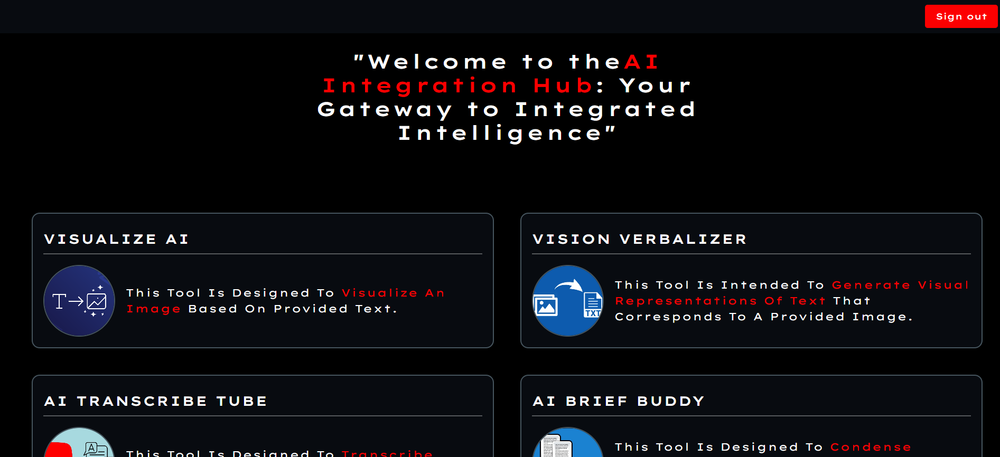 Sign out
"Welcome to theAI
Integration Hub: Your
Gateway to Integrated
Intelligence"
VISUALIZE AI
This Tool Is Designed To Visualize An
Image Based On Provided Text.
VISION VERBALIZER
TXT
This Tool Is Intended To Generate Visual
Representations Of Text That
Corresponds To A Provided Image.
AI TRANSCRIBE TUBE
A
This Tool Is Designed To Transcribe
AI BRIEF BUDDY
This Tool Is Designed To Condense